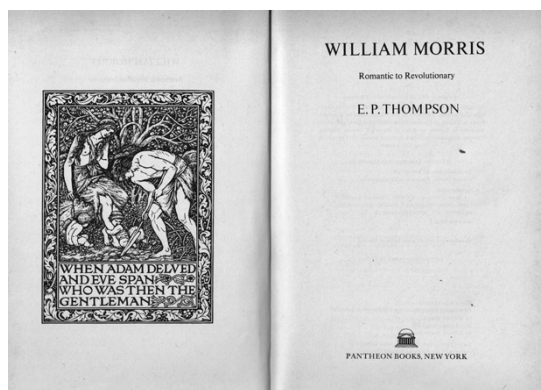 WHEN ADAM DELVED
AND EVE SPAN
WHO WAS THEN THE
GENTLEMAN
WILLIAM MORRIS
Romantic to Revolutionary
E. P. THOMPSON
PANTHEON BOOKS, NEW YORK